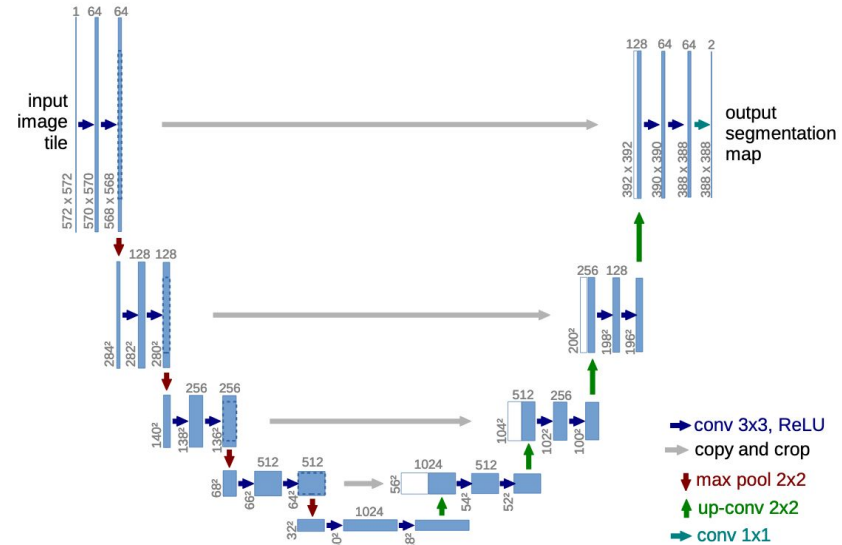 1 64 64
input
image
tile
572 x 572
570 x 570
568 x 568
128 64 64 2
output
segmentation
map
392 x 392
390 x 390
388 x 388
388 x 388
128 128
284²
282²
280²
256 128
200²
198²
196²
256 256
140²
138²
136²
512 256
104²
102²
100²
512 512
68²
66²
64²
1024 512
56²
54²
52²
1024
32²
conv 3x3, ReLU
copy and crop
max pool 2x2
up-conv 2x2
conv 1x1